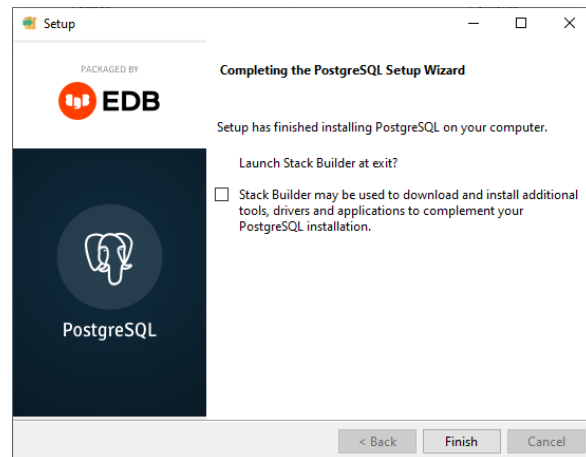 Setup
PACKAGED BY
EDB
PostgreSQL
Completing the PostgreSQL Setup Wizard
Setup has finished installing PostgreSQL on your computer.
Launch Stack Builder at exit?
Stack Builder may be used to download and install additional
tools, drivers and applications to complement your
PostgreSQL installation.
< Back
Finish
Cancel